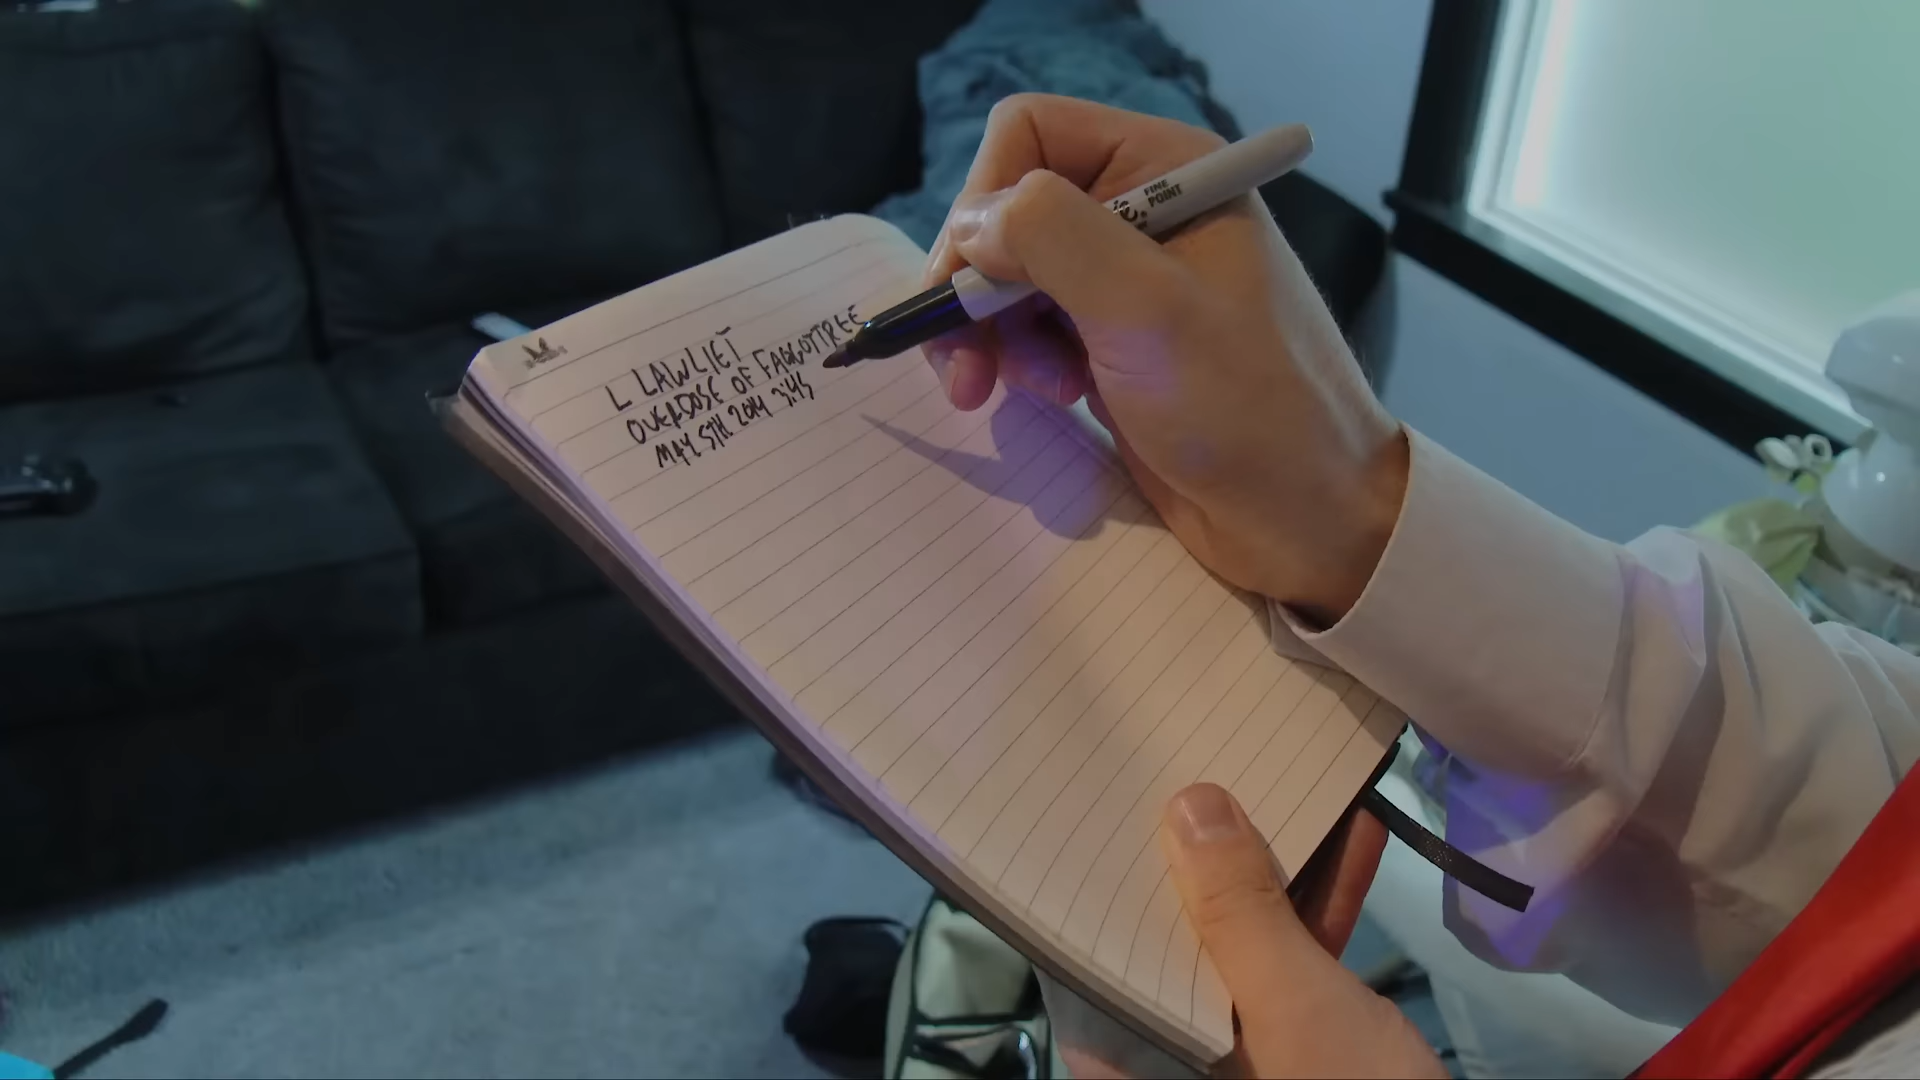 L LAWLIET
OVERDOSE OF FAGGOTTREE
MAY 5TH 2014 3:45
FINE
POINT